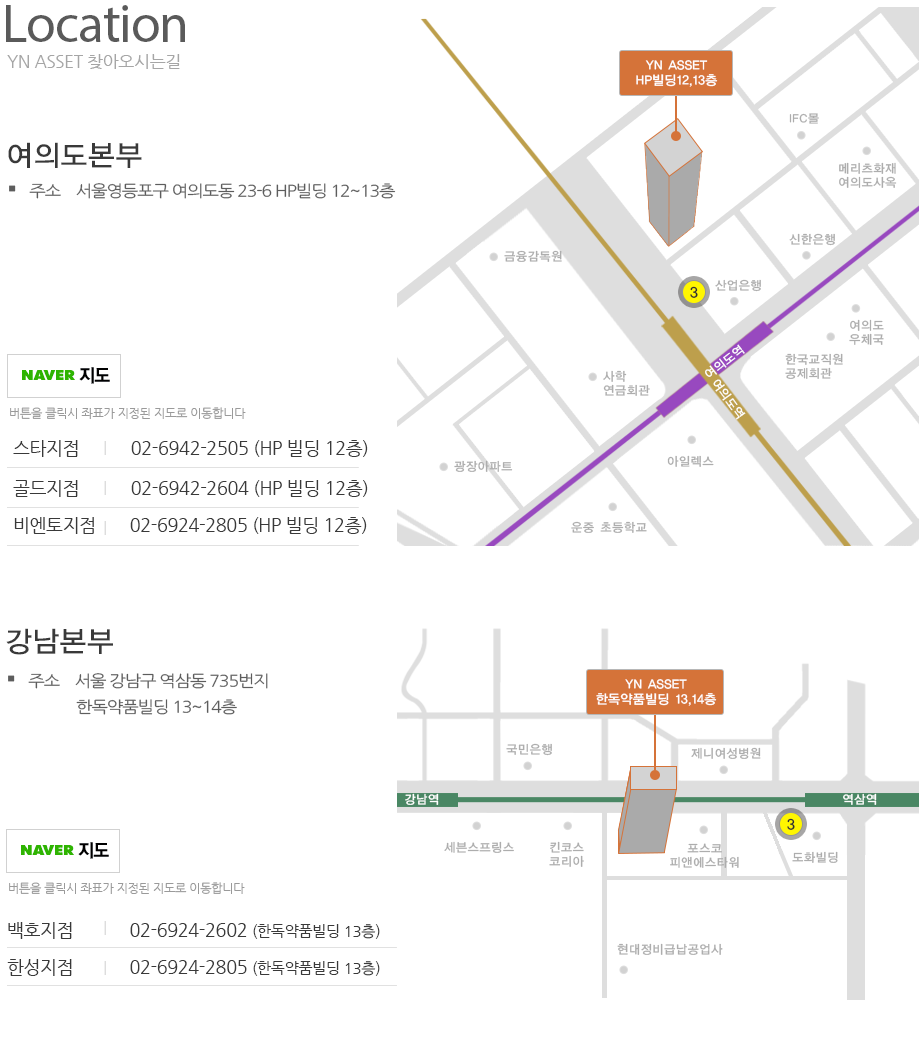 Location
YN ASSET 찾아오시는길
여의도본부
■ 주소 서울영등포구 여의도동 23-6 HP빌딩 12~13층
NAVER 지도
버튼을 클릭시 좌표가 지정된 지도로 이동합니다
스타지점 | 02-6942-2505 (HP 빌딩 12층)
골드지점 | 02-6942-2604 (HP 빌딩 12층)
비엔토지점 | 02-6924-2805 (HP 빌딩 12층)
YN ASSET
HP빌딩12,13층
IFC몰
메리츠화재
여의도사옥
신한은행
금융감독원
산업은행
3
여의도
우체국
한국교직원
공제회관
여의도역
여의도역
사학
연금회관
아일렉스
광장아파트
운중 초등학교
강남본부
■ 주소 서울 강남구 역삼동 735번지
한독약품빌딩 13~14층
NAVER 지도
버튼을 클릭시 좌표가 지정된 지도로 이동합니다
백호지점 | 02-6924-2602 (한독약품빌딩 13층)
한성지점 | 02-6924-2805 (한독약품빌딩 13층)
YN ASSET
한독약품빌딩 13,14층
국민은행
제니여성병원
강남역
역삼역
3
세븐스프링스
킨코스
코리아
포스코
피앤에스타워
도화빌딩
현대정비급납공업사